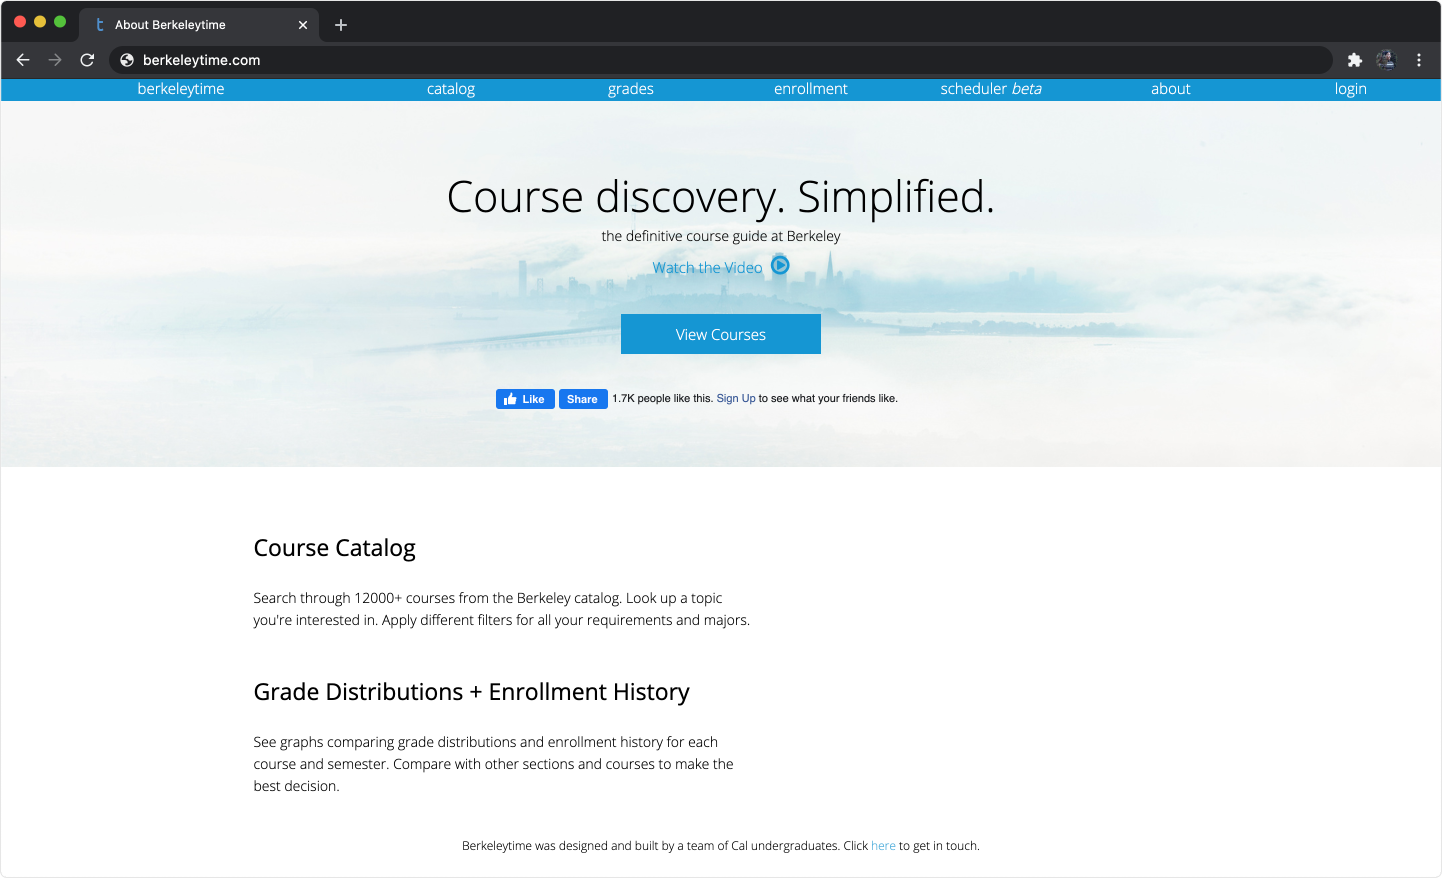 About Berkeleytime
berkeleytime.com
berkeleytime catalog grades enrollment scheduler beta about login
Course discovery. Simplified.
the definitive course guide at Berkeley
Watch the Video
View Courses
Like Share 1.7K people like this. Sign Up to see what your friends like.
Course Catalog
Search through 12000+ courses from the Berkeley catalog. Look up a topic
you're interested in. Apply different filters for all your requirements and majors.
Grade Distributions + Enrollment History
See graphs comparing grade distributions and enrollment history for each
course and semester. Compare with other sections and courses to make the
best decision.
Berkeleytime was designed and built by a team of Cal undergraduates. Click here to get in touch.